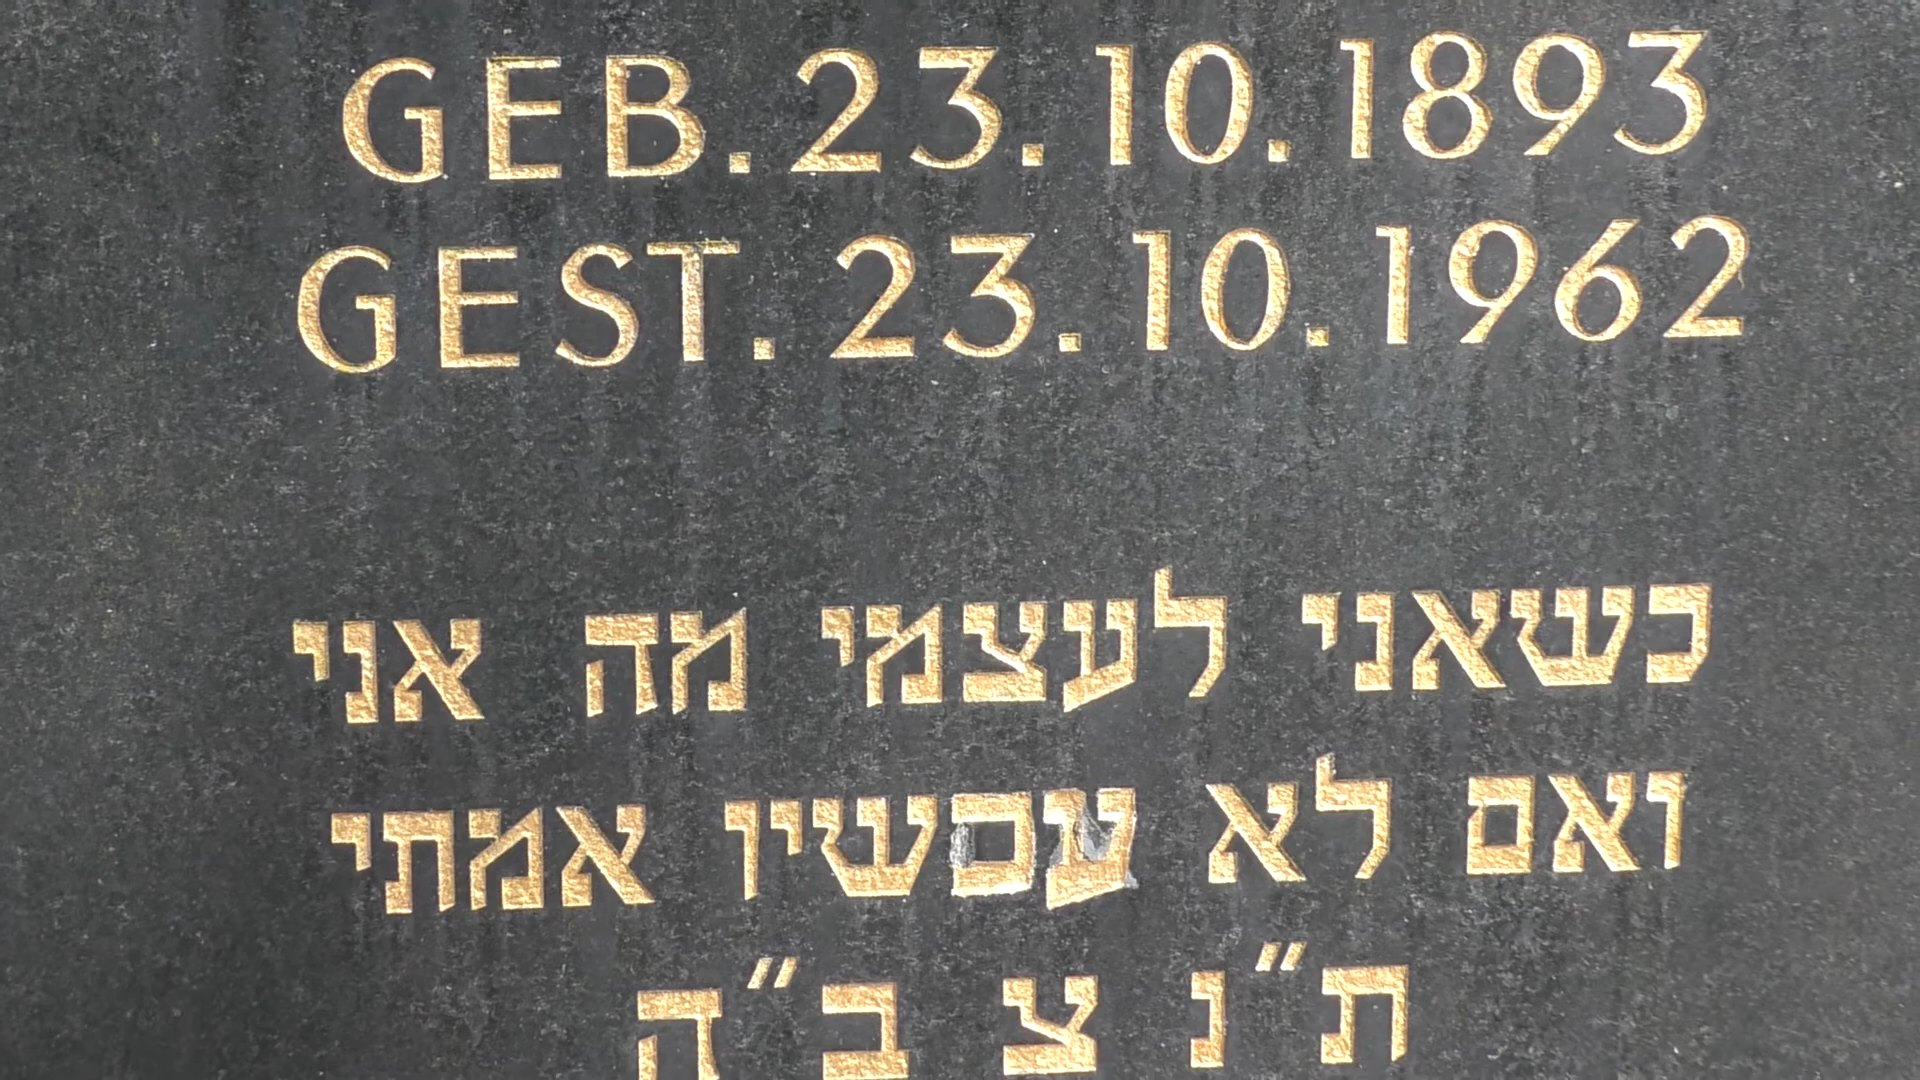 GEB. 23.10.1893
GEST. 23.10.1962
כשאני לעצמי מה אני
ואם לא עכשיו אמתי
ת״נ צ ב״ה